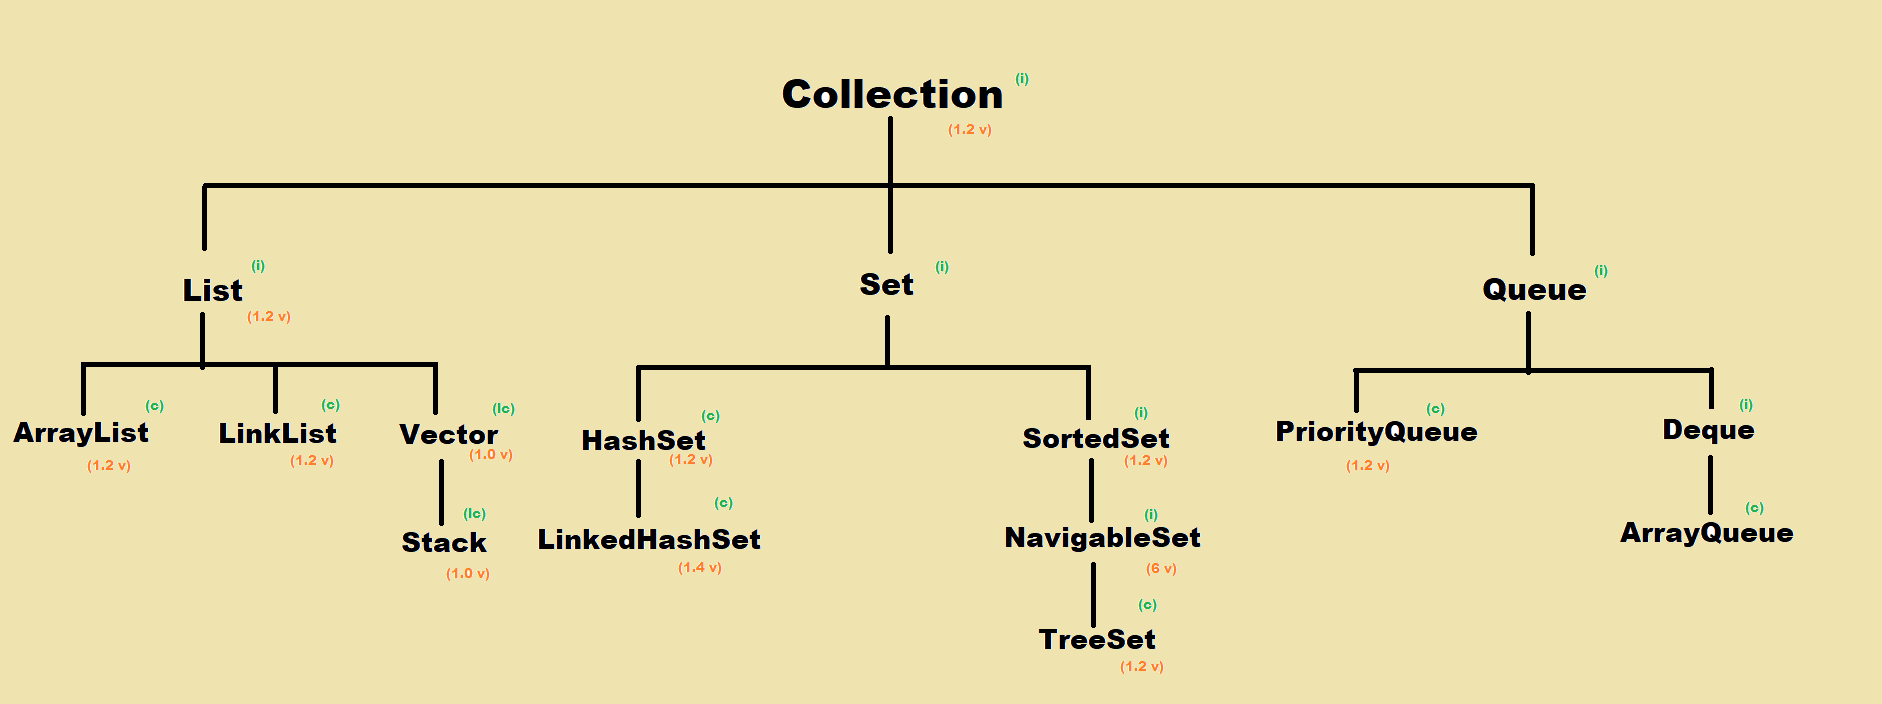 Collection (i)
(1.2 v)
List (i)
(1.2 v)
Set (i)
Queue (i)
ArrayList (c)
(1.2 v)
LinkList (c)
(1.2 v)
Vector (lc)
(1.0 v)
Stack (lc)
(1.0 v)
HashSet (c)
(1.2 v)
LinkedHashSet (c)
(1.4 v)
SortedSet (i)
(1.2 v)
NavigableSet (i)
(6 v)
TreeSet (c)
(1.2 v)
PriorityQueue (c)
(1.2 v)
Deque (i)
ArrayQueue (c)